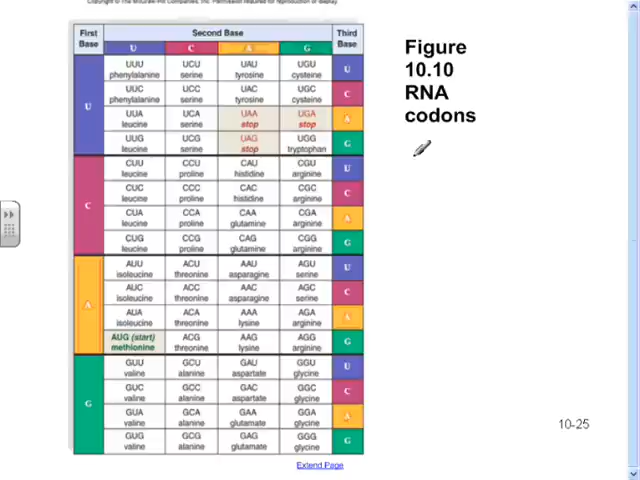 Copyright © The McGraw-Hill Companies, Inc. Permission required for reproduction or display.
First Base Second Base Third Base
U C A G
U
UUU UCU UAU UGU U
phenylalanine serine tyrosine cysteine
UUC UCC UAC UGC C
phenylalanine serine tyrosine cysteine
UUA UCA UAA UGA A
leucine serine stop stop
UUG UCG UAG UGG G
leucine serine stop tryptophan
C
CUU CCU CAU CGU U
leucine proline histidine arginine
CUC CCC CAC CGC C
leucine proline histidine arginine
CUA CCA CAA CGA A
leucine proline glutamine arginine
CUG CCG CAG CGG G
leucine proline glutamine arginine
A
AUU ACU AAU AGU U
isoleucine threonine asparagine serine
AUC ACC AAC AGC C
isoleucine threonine asparagine serine
AUA ACA AAA AGA A
isoleucine threonine lysine arginine
AUG (start) ACG AAG AGG G
methionine threonine lysine arginine
G
GUU GCU GAU GGU U
valine alanine aspartate glycine
GUC GCC GAC GGC C
valine alanine aspartate glycine
GUA GCA GAA GGA A
valine alanine glutamate glycine
GUG GCG GAG GGG G
valine alanine glutamate glycine
Figure
10.10
RNA
codons
10-25
Extend Page